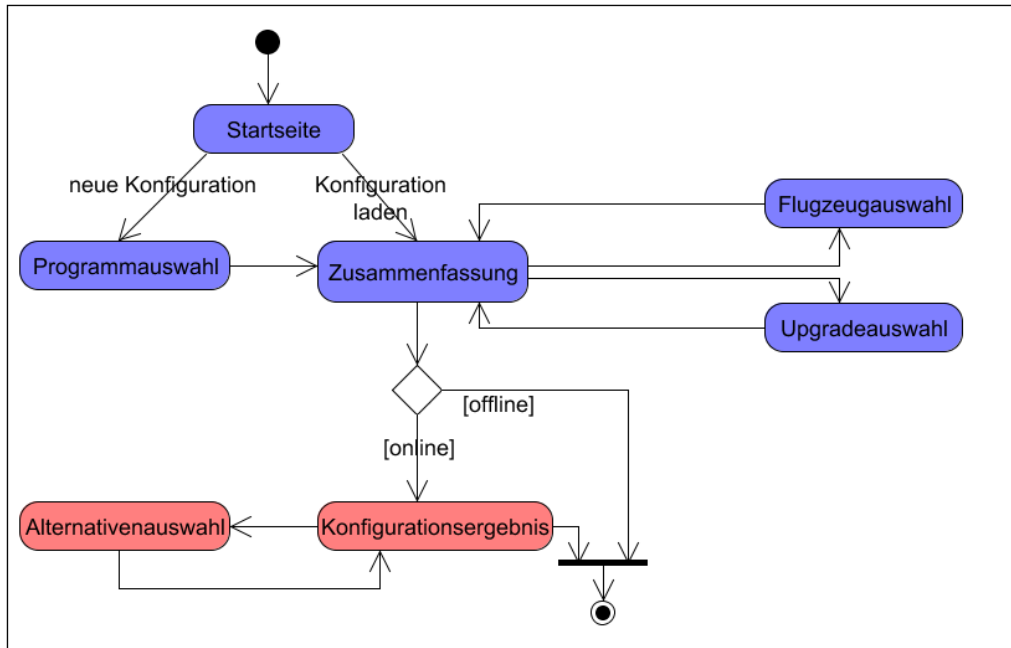 Startseite
neue Konfiguration
Konfiguration
laden
Flugzeugauswahl
Programmauswahl
Zusammenfassung
Upgradeauswahl
[offline]
[online]
Alternativenauswahl
Konfigurationsergebnis